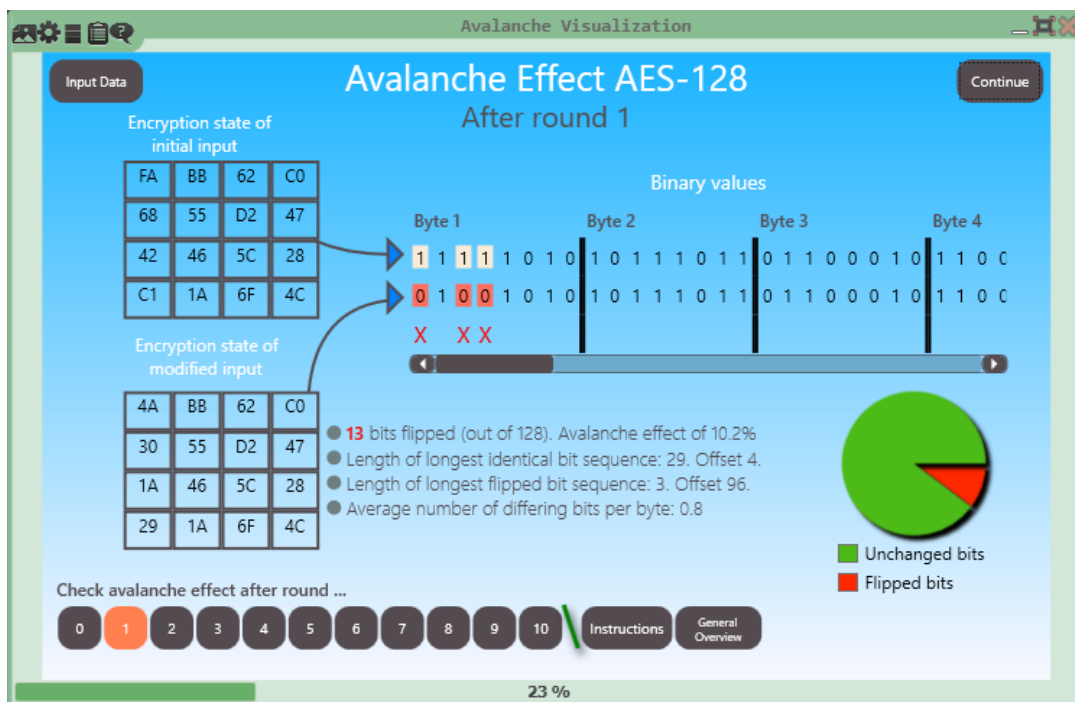 Avalanche Visualization
Input Data
Avalanche Effect AES-128
Continue
After round 1
Encryption state of
initial input
FA BB 62 C0
68 55 D2 47
42 46 5C 28
C1 1A 6F 4C
Binary values
Byte 1 Byte 2 Byte 3 Byte 4
1 1 1 1 1 0 1 0 1 0 1 1 1 0 1 1 0 1 1 0 0 0 1 0 1 1 0 0
0 1 0 0 1 0 1 0 1 0 1 1 1 0 1 1 0 1 1 0 0 0 1 0 1 1 0 0
X X X
Encryption state of
modified input
4A BB 62 C0
30 55 D2 47
1A 46 5C 28
29 1A 6F 4C
13 bits flipped (out of 128). Avalanche effect of 10.2%
Length of longest identical bit sequence: 29. Offset 4.
Length of longest flipped bit sequence: 3. Offset 96.
Average number of differing bits per byte: 0.8
Unchanged bits
Flipped bits
Check avalanche effect after round ...
0 1 2 3 4 5 6 7 8 9 10 Instructions General
Overview
23 %